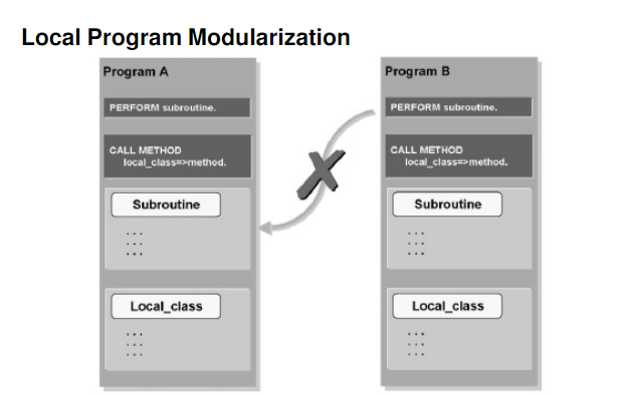 Local Program Modularization
Program A
PERFORM subroutine.
CALL METHOD
local_class=>method.
Subroutine
. . .
. . .
. . .
Local_class
. . .
. . .
. . .
Program B
PERFORM subroutine.
CALL METHOD
local_class=>method.
Subroutine
. . .
. . .
. . .
Local_class
. . .
. . .
. . .